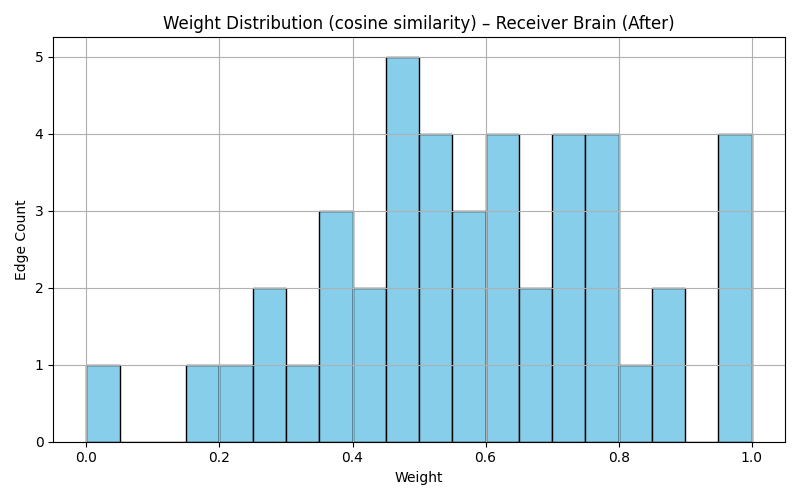 Weight Distribution (cosine similarity) – Receiver Brain (After)
5
4
3
2
1
0
Edge Count
0.0 0.2 0.4 0.6 0.8 1.0
Weight